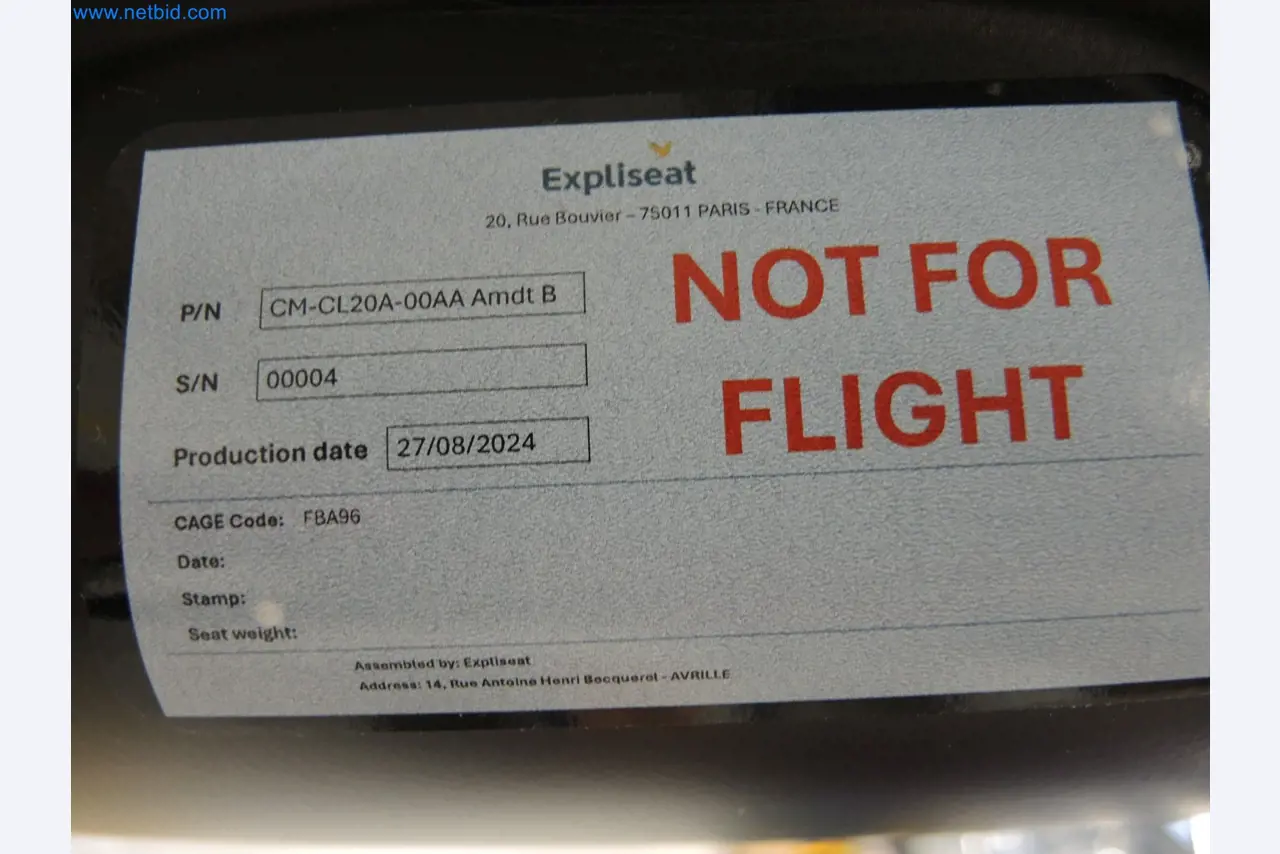 www.netbid.com
Expliseat
20, Rue Bouvier – 75011 PARIS - FRANCE
NOT FOR
FLIGHT
P/N CM-CL20A-00AA Amdt B
S/N 00004
Production date 27/08/2024
CAGE Code: FBA96
Date:
Stamp:
Seat weight:
Assembled by: Expliseat
Address: 14, Rue Antoine Henri Becquerel - AVRILLE